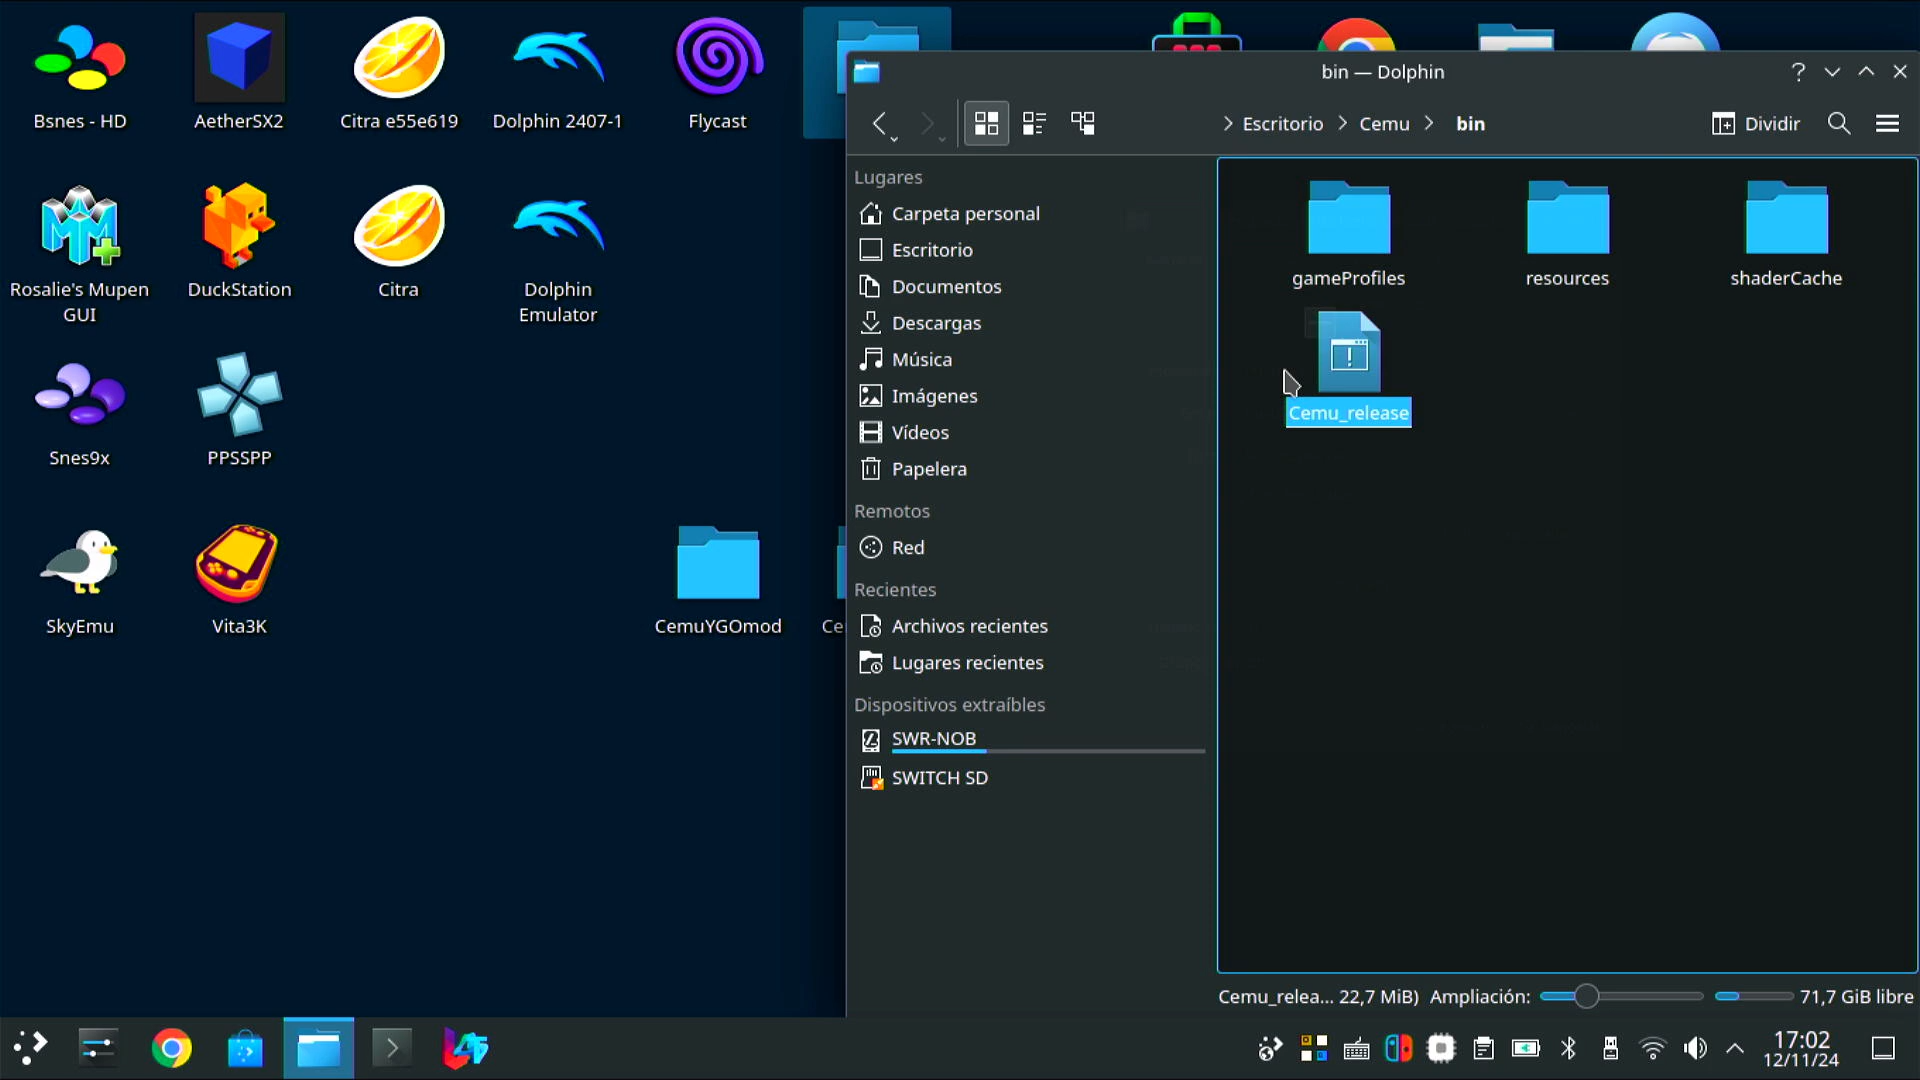 Bsnes - HD
AetherSX2
Citra e55e619
Dolphin 2407-1
Flycast
Rosalie's Mupen
GUI
DuckStation
Citra
Dolphin
Emulator
Snes9x
PPSSPP
SkyEmu
Vita3K
CemuYGOmod
Ce
bin — Dolphin
Escritorio
Cemu
bin
Dividir
Lugares
Carpeta personal
Escritorio
Documentos
Descargas
Música
Imágenes
Vídeos
Papelera
Remotos
Red
Recientes
Archivos recientes
Lugares recientes
Dispositivos extraíbles
SWR-NOB
SWITCH SD
gameProfiles
resources
shaderCache
Cemu_release
Cemu_relea... 22,7 MiB)
Ampliación:
71,7 GiB libre
17:02
12/11/24